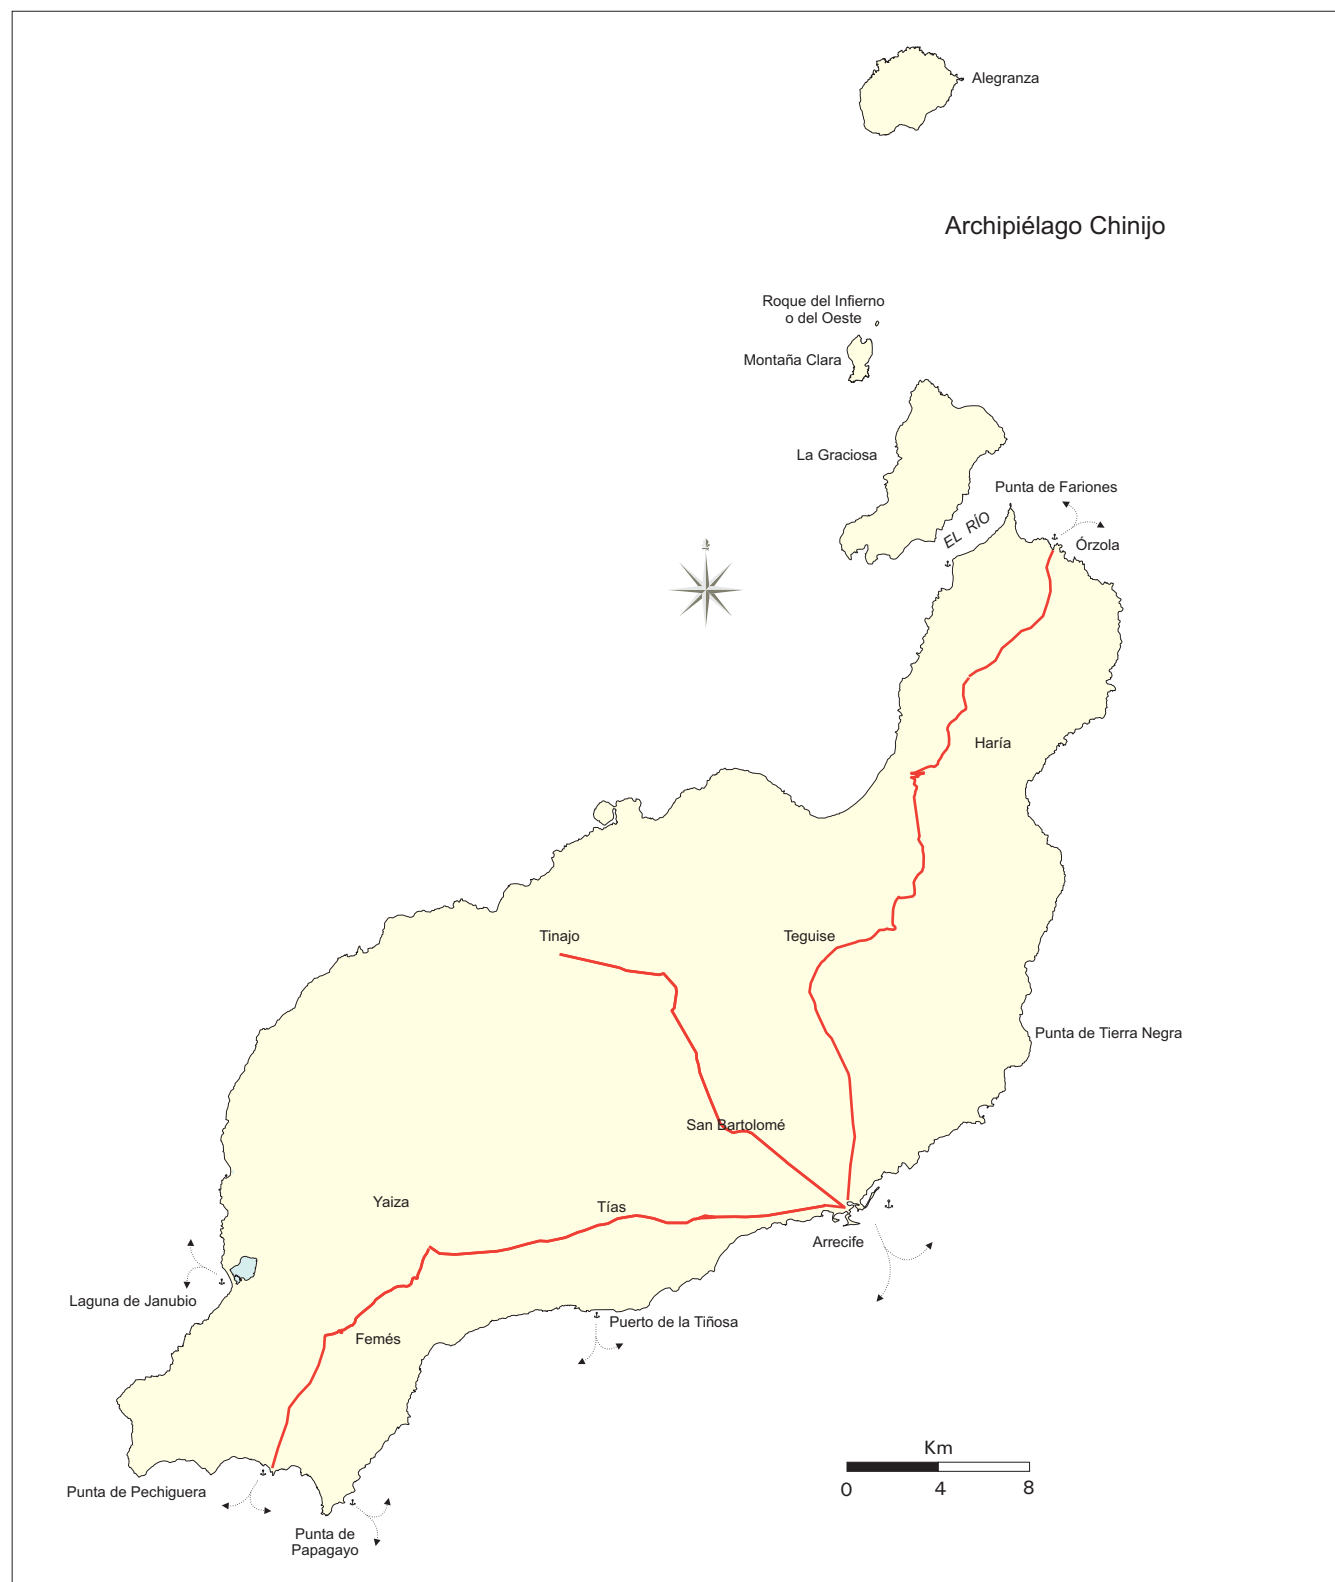 Alegranza
Archipiélago Chinijo
Roque del Infierno
o del Oeste
Montaña Clara
La Graciosa
Punta de Fariones
EL RÍO
Órzola
Haría
Tinajo
Teguise
Punta de Tierra Negra
San Bartolomé
Yaiza
Tías
Arrecife
Laguna de Janubio
Puerto de la Tiñosa
Femés
Km
0 4 8
Punta de Pechiguera
Punta de
Papagayo